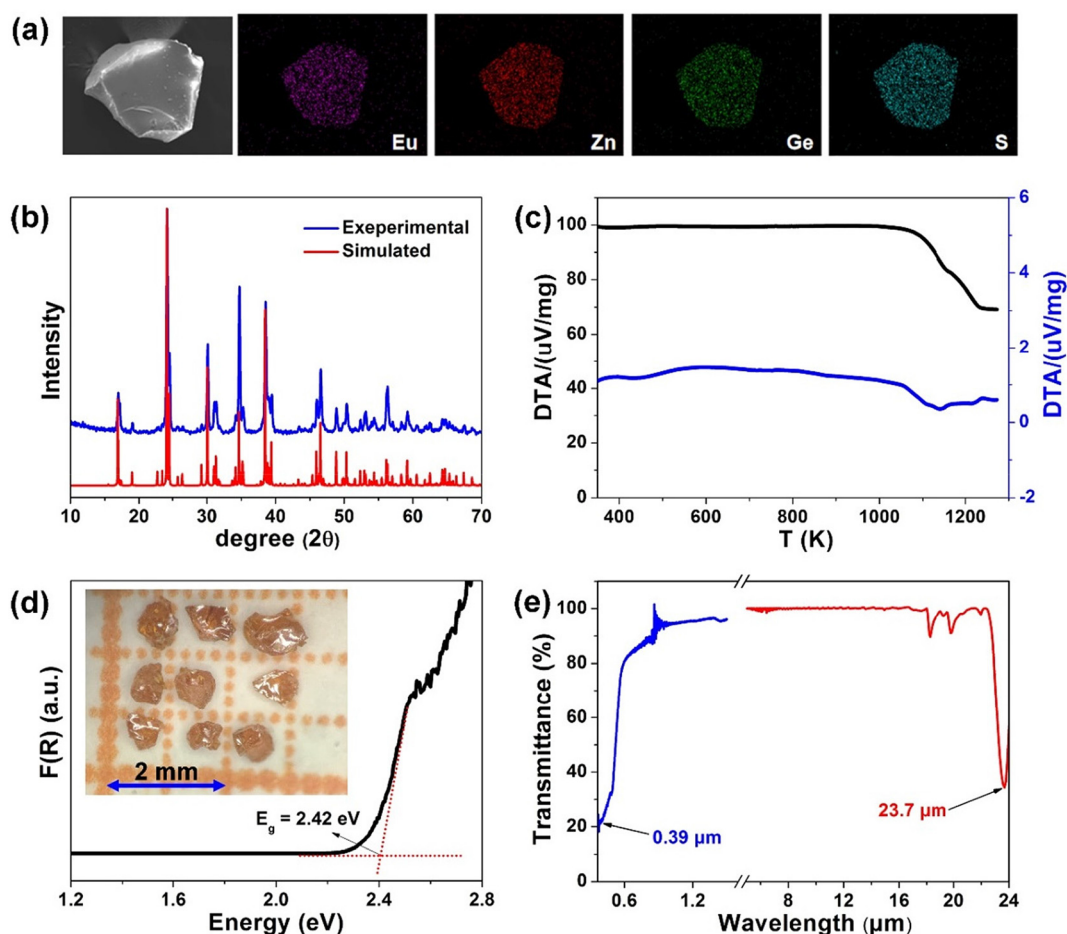 (a)
Eu
Zn
Ge
S
(b)
Exeperimental
Simulated
Intensity
10 20 30 40 50 60 70
degree (2θ)
(c)
100
80
60
40
20
0
DTA/(uV/mg)
6
4
2
0
-2
DTA/(uV/mg)
400 600 800 1000 1200
T (K)
(d)
2 mm
E_g = 2.42 eV
F(R) (a.u.)
1.2 1.6 2.0 2.4 2.8
Energy (eV)
(e)
100
80
60
40
20
0
Transmittance (%)
0.39 μm
23.7 μm
0.6 1.2 8 12 16 20 24
Wavelength (μm)